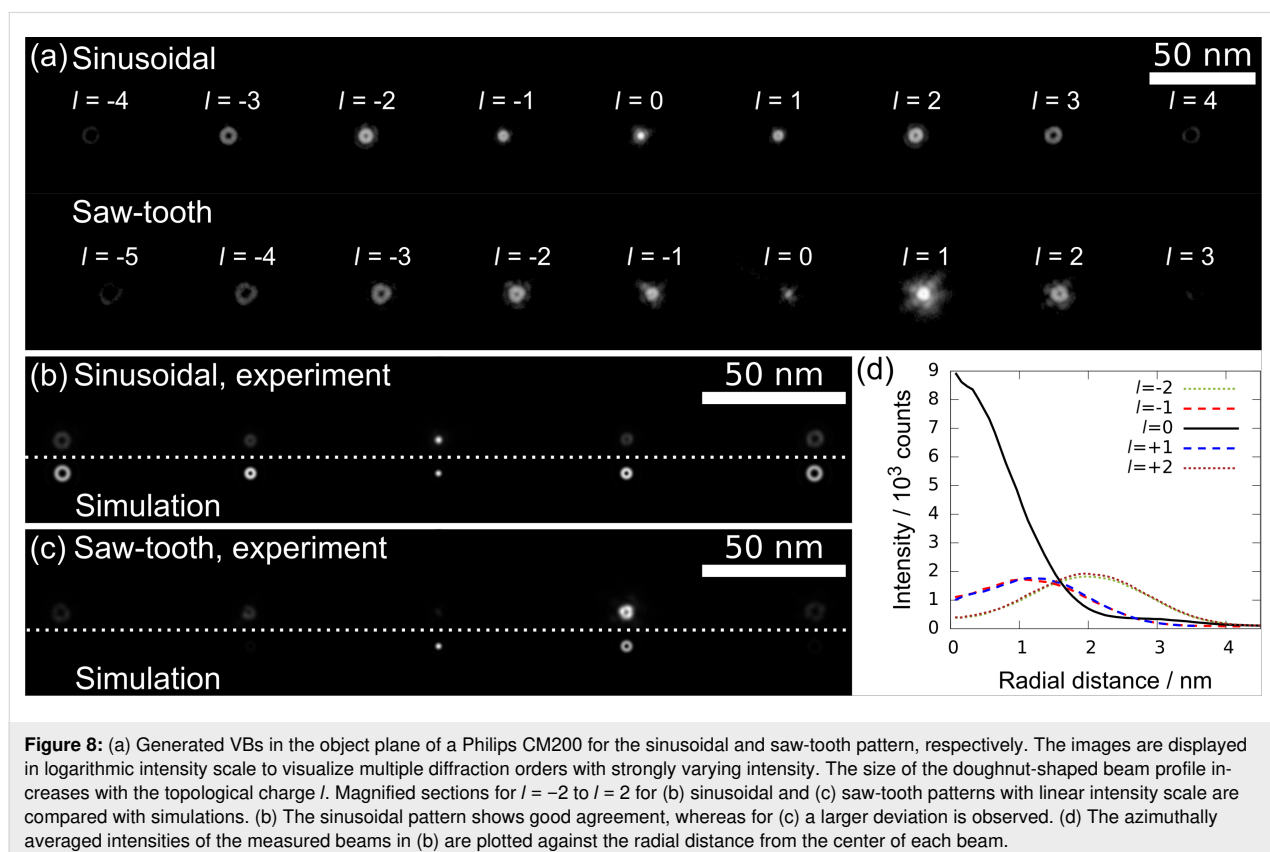 (a) Sinusoidal
50 nm
l = -4 l = -3 l = -2 l = -1 l = 0 l = 1 l = 2 l = 3 l = 4
Saw-tooth
l = -5 l = -4 l = -3 l = -2 l = -1 l = 0 l = 1 l = 2 l = 3
(b) Sinusoidal, experiment
50 nm
Simulation
(c) Saw-tooth, experiment
50 nm
Simulation
(d)
Intensity / 10³ counts
9
8
7
6
5
4
3
2
1
0
l=-2
l=-1
l=0
l=+1
l=+2
0 1 2 3 4
Radial distance / nm
Figure 8: (a) Generated VBs in the object plane of a Philips CM200 for the sinusoidal and saw-tooth pattern, respectively. The images are displayed
in logarithmic intensity scale to visualize multiple diffraction orders with strongly varying intensity. The size of the doughnut-shaped beam profile in-
creases with the topological charge l. Magnified sections for l = −2 to l = 2 for (b) sinusoidal and (c) saw-tooth patterns with linear intensity scale are
compared with simulations. (b) The sinusoidal pattern shows good agreement, whereas for (c) a larger deviation is observed. (d) The azimuthally
averaged intensities of the measured beams in (b) are plotted against the radial distance from the center of each beam.